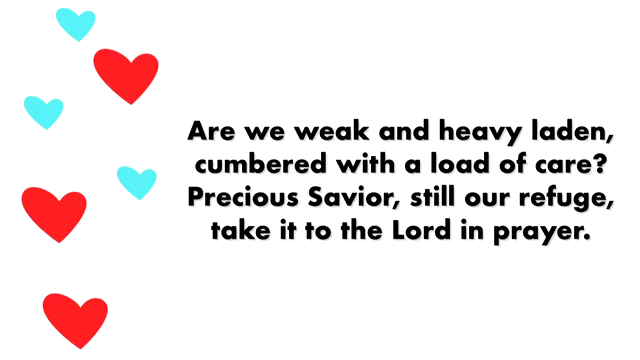 Are we weak and heavy laden,
cumbered with a load of care?
Precious Savior, still our refuge,
take it to the Lord in prayer.